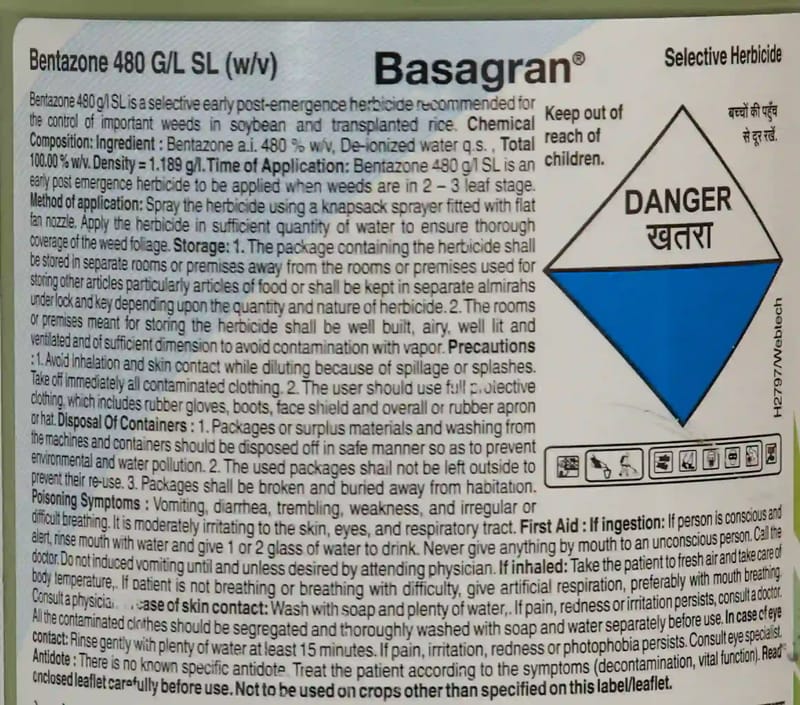 Bentazone 480 G/L SL (w/v)
Basagran®
Selective Herbicide
Bentazone 480 g/l SL is a selective early post-emergence herbicide recommended for
the control of important weeds in soybean and transplanted rice. Chemical
Composition: Ingredient : Bentazone a.i. 480 % w/v, De-ionized water q.s. , Total
100.00 % w/v. Density = 1.189 g/l. Time of Application: Bentazone 480 g/l SL is an
early post emergence herbicide to be applied when weeds are in 2 – 3 leaf stage.
Method of application: Spray the herbicide using a knapsack sprayer fitted with flat
fan nozzle. Apply the herbicide in sufficient quantity of water to ensure thorough
coverage of the weed foliage. Storage: 1. The package containing the herbicide shall
be stored in separate rooms or premises away from the rooms or premises used for
storing other articles particularly articles of food or shall be kept in separate almirahs
under lock and key depending upon the quantity and nature of herbicide. 2. The rooms
or premises meant for storing the herbicide shall be well built, airy, well lit and
ventilated and of sufficient dimension to avoid contamination with vapor. Precautions
: 1. Avoid inhalation and skin contact while diluting because of spillage or splashes.
Take off immediately all contaminated clothing. 2. The user should use full protective
clothing, which includes rubber gloves, boots, face shield and overall or rubber apron
or hat. Disposal Of Containers : 1. Packages or surplus materials and washing from
the machines and containers should be disposed off in safe manner so as to prevent
environmental and water pollution. 2. The used packages shall not be left outside to
prevent their re-use. 3. Packages shall be broken and buried away from habitation.
Poisoning Symptoms : Vomiting, diarrhea, trembling, weakness, and irregular or
difficult breathing. It is moderately irritating to the skin, eyes, and respiratory tract. First Aid : If ingestion: If person is conscious and
alert, rinse mouth with water and give 1 or 2 glass of water to drink. Never give anything by mouth to an unconscious person. Call the
doctor. Do not induced vomiting until and unless desired by attending physician. If inhaled: Take the patient to fresh air and take care of
body temperature,. If patient is not breathing or breathing with difficulty, give artificial respiration, preferably with mouth breathing.
Consult a physicia case of skin contact: Wash with soap and plenty of water,. If pain, redness or irritation persists, consult a doctor.
All the contaminated clothes should be segregated and thoroughly washed with soap and water separately before use. In case of eye
contact: Rinse gently with plenty of water at least 15 minutes. If pain, irritation, redness or photophobia persists. Consult eye specialist.
Antidote : There is no known specific antidote. Treat the patient according to the symptoms (decontamination, vital function). Read
enclosed leaflet carefully before use. Not to be used on crops other than specified on this label/leaflet.
Keep out of
reach of
children.
बच्चों की पहुँच
से दूर रखें.
DANGER
खतरा
H2797/Webtech